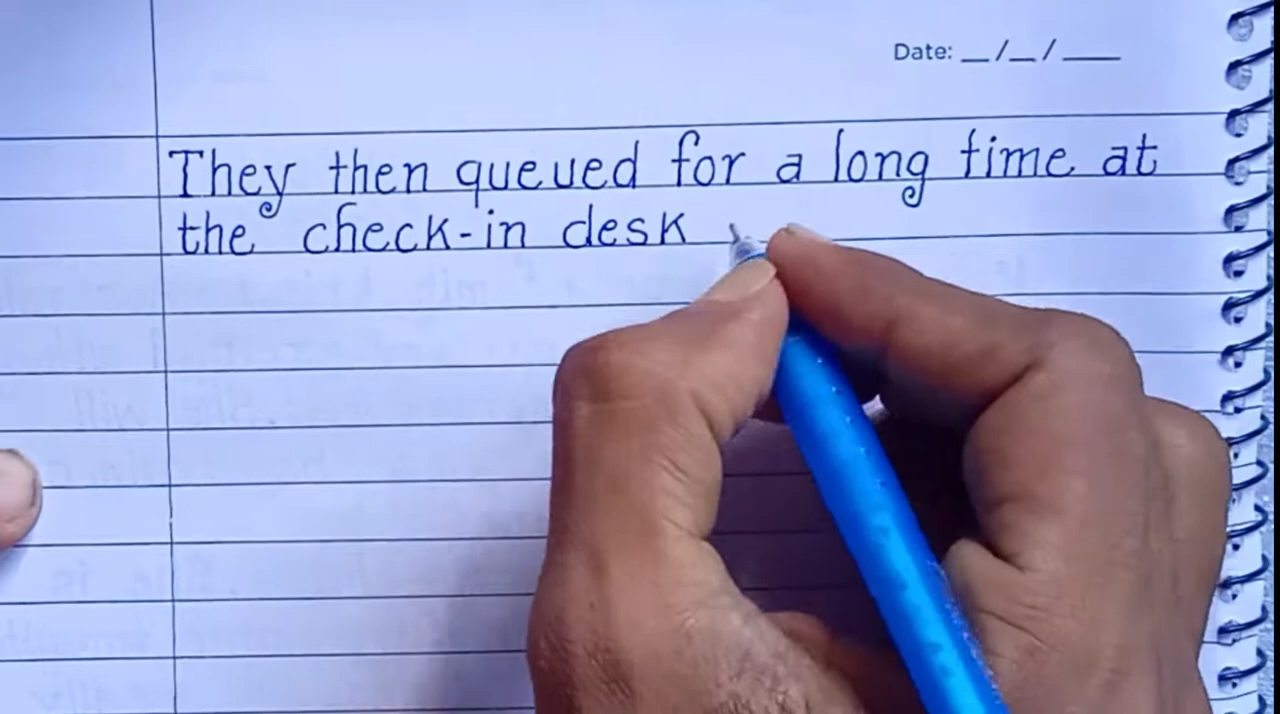 Date: __/__/____
They then queued for a long time at
the check-in desk